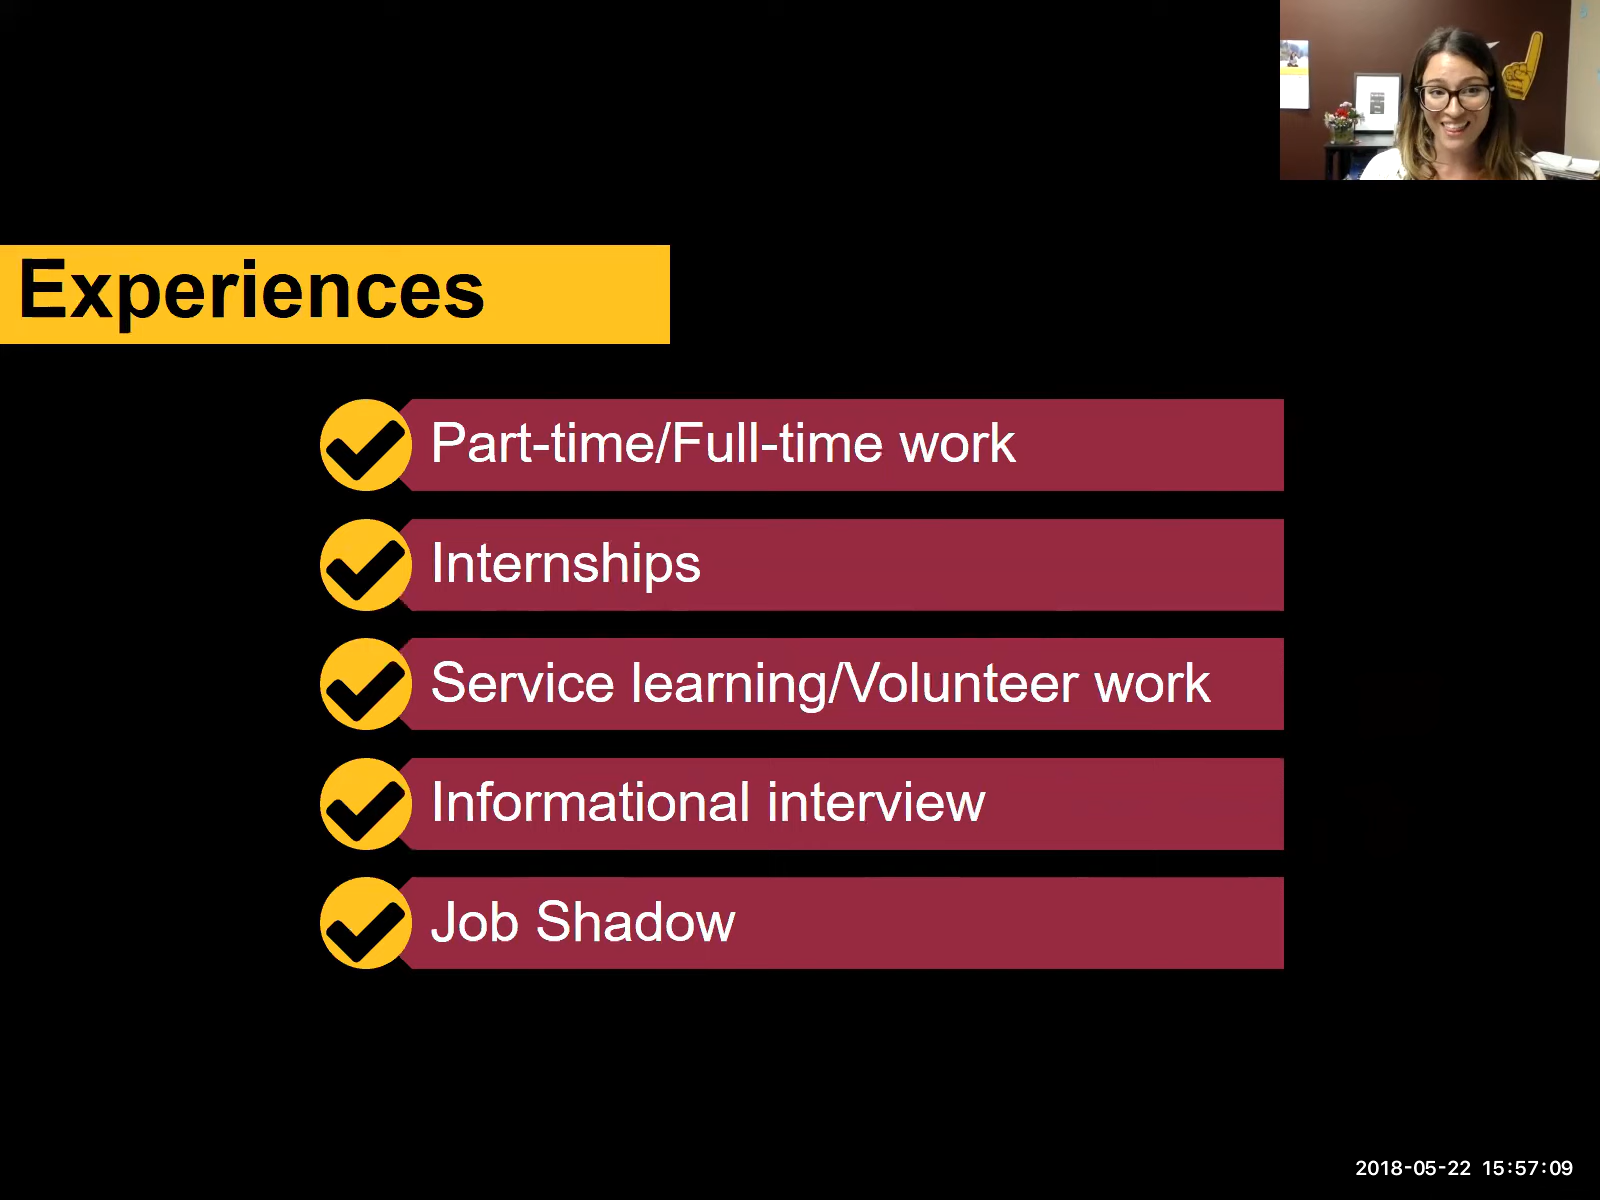 Experiences
Part-time/Full-time work
Internships
Service learning/Volunteer work
Informational interview
Job Shadow
2018-05-22 15:57:09